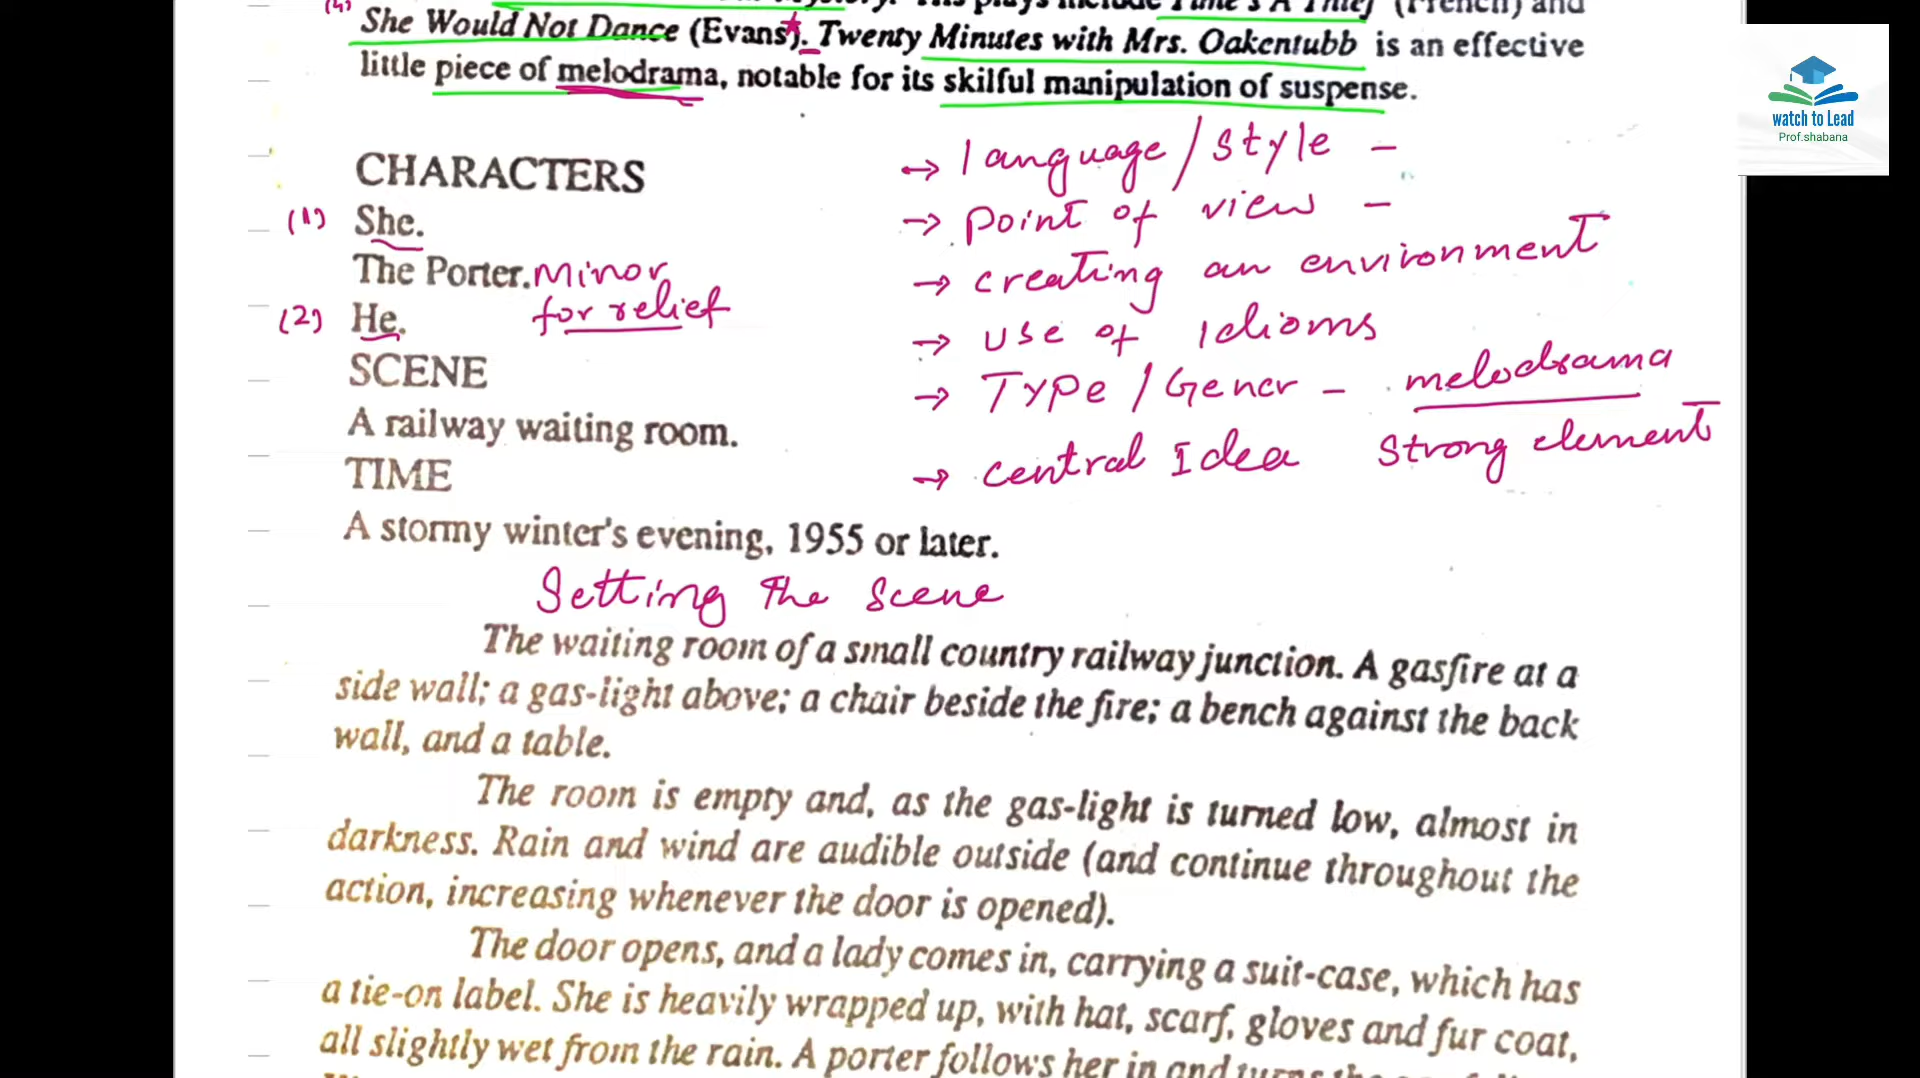 (4)
She Would Not Dance (Evans). Twenty Minutes with Mrs. Oakentubb is an effective
little piece of melodrama, notable for its skilful manipulation of suspense.
watch to Lead
Prof.shabana
CHARACTERS
(1) She.
The Porter. Minor
for relief
(2) He.
SCENE
A railway waiting room.
TIME
A stormy winter's evening, 1955 or later.
→ language / style –
→ point of view –
→ creating an environment
→ use of Idioms
→ Type / Gener – melodrama
→ central Idea strong element
Setting the scene
The waiting room of a small country railway junction. A gasfire at a
side wall; a gas-light above; a chair beside the fire; a bench against the back
wall, and a table.
The room is empty and, as the gas-light is turned low, almost in
darkness. Rain and wind are audible outside (and continue throughout the
action, increasing whenever the door is opened).
The door opens, and a lady comes in, carrying a suit-case, which has
a tie-on label. She is heavily wrapped up, with hat, scarf, gloves and fur coat,
all slightly wet from the rain. A porter follows her in and turns the